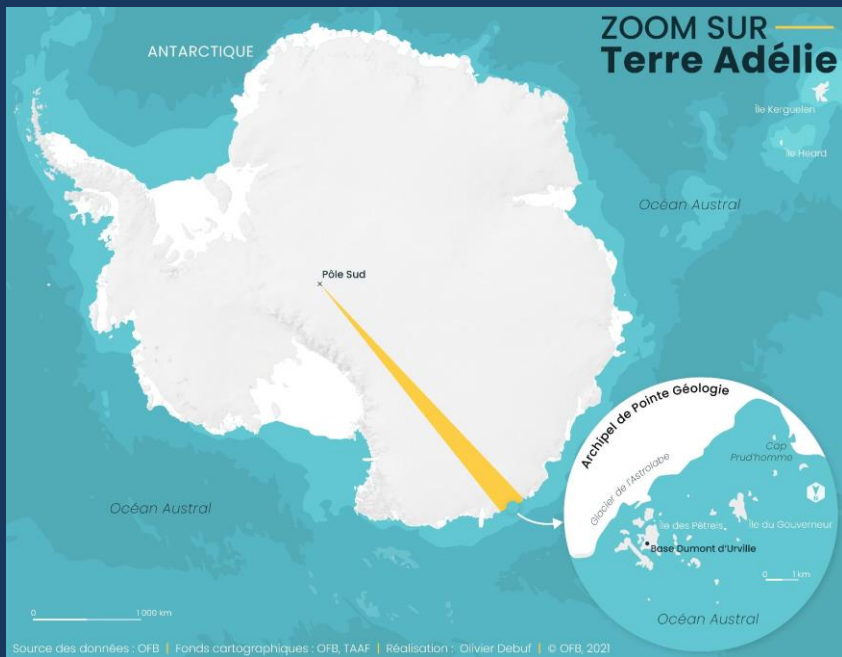 ZOOM SUR
Terre Adélie
ANTARCTIQUE
Île Kerguelen
Île Heard
Océan Austral
Pôle Sud
Archipel de Pointe Géologie
Glacier de l'Astrolabe
Cap
Prud'homme
Île des Pétrels
Île du Gouverneur
Base Dumont d'Urville
0 1 km
Océan Austral
Océan Austral
0 1000 km
Source des données : OFB | Fonds cartographiques : OFB, TAAF | Réalisation : Olivier Debuf | © OFB, 2021